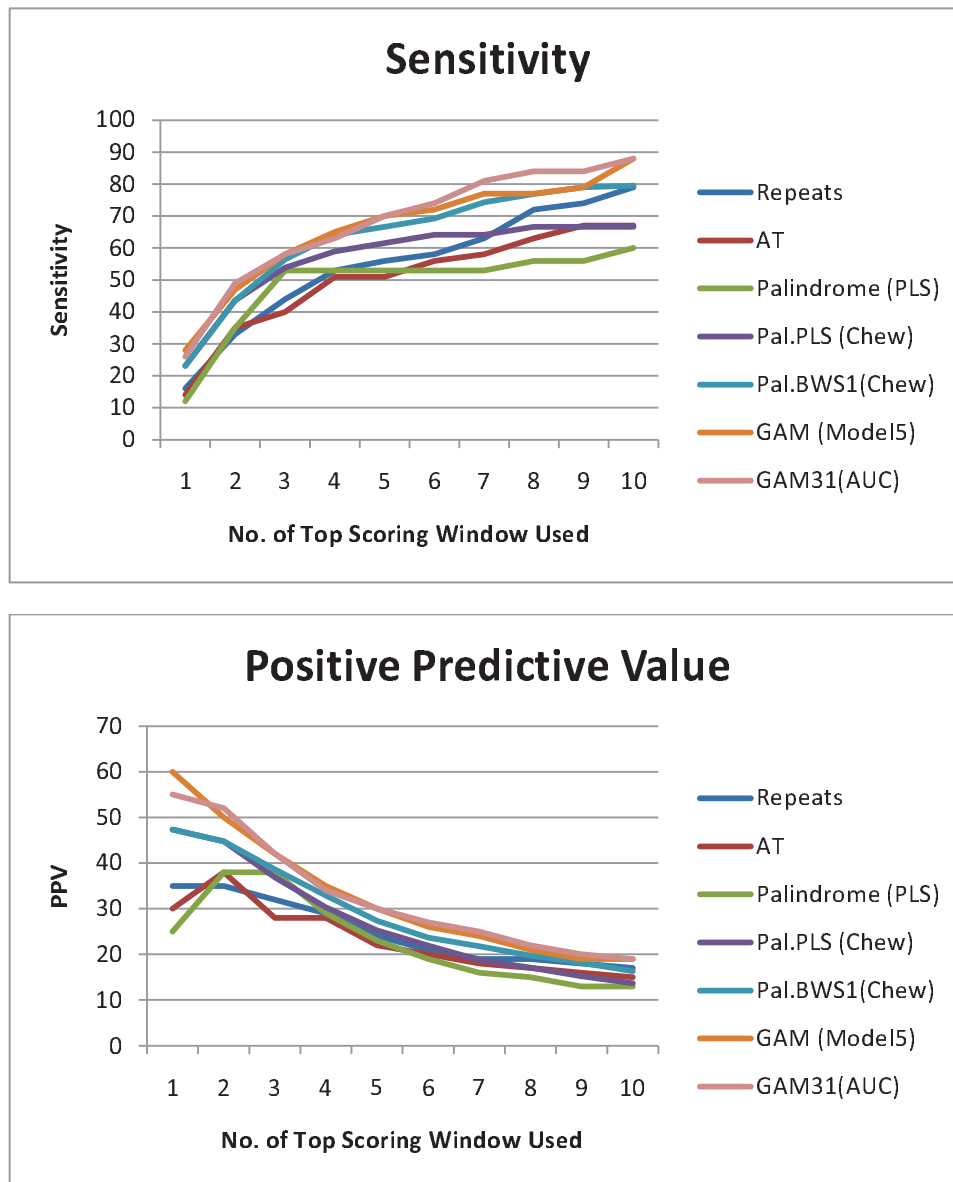 Sensitivity
100
90
80
70
60
50
40
30
20
10
0
Sensitivity
1 2 3 4 5 6 7 8 9 10
No. of Top Scoring Window Used
Repeats
AT
Palindrome (PLS)
Pal.PLS (Chew)
Pal.BWS1(Chew)
GAM (Model5)
GAM31(AUC)
Positive Predictive Value
70
60
50
40
30
20
10
0
PPV
1 2 3 4 5 6 7 8 9 10
No. of Top Scoring Window Used
Repeats
AT
Palindrome (PLS)
Pal.PLS (Chew)
Pal.BWS1(Chew)
GAM (Model5)
GAM31(AUC)